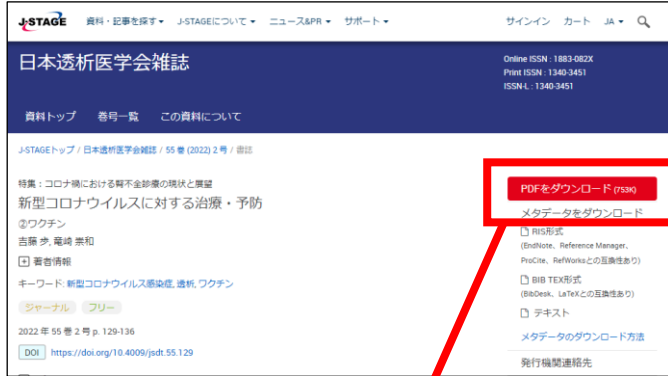 J-STAGE 資料・記事を探す▼ J-STAGEについて▼ ニュース&PR▼ サポート▼ サインイン カート JA▼
日本透析医学会雑誌
Online ISSN : 1883-082X
Print ISSN : 1340-3451
ISSN-L : 1340-3451
資料トップ 巻号一覧 この資料について
J-STAGEトップ / 日本透析医学会雑誌 / 55 巻 (2022) 2 号 / 書誌
特集：コロナ禍における腎不全診療の現状と展望
新型コロナウイルスに対する治療・予防
②ワクチン
吉藤 歩, 竜崎 崇和
著者情報
キーワード: 新型コロナウイルス感染症, 透析, ワクチン
ジャーナル フリー
2022 年 55 巻 2 号 p. 129-136
DOI https://doi.org/10.4009/jsdt.55.129
PDFをダウンロード (753K)
メタデータをダウンロード
RIS形式
(EndNote、Reference Manager、
ProCite、RefWorksとの互換性あり)
BIB TEX形式
(BibDesk、LaTeXとの互換性あり)
テキスト
メタデータのダウンロード方法
発行機関連絡先